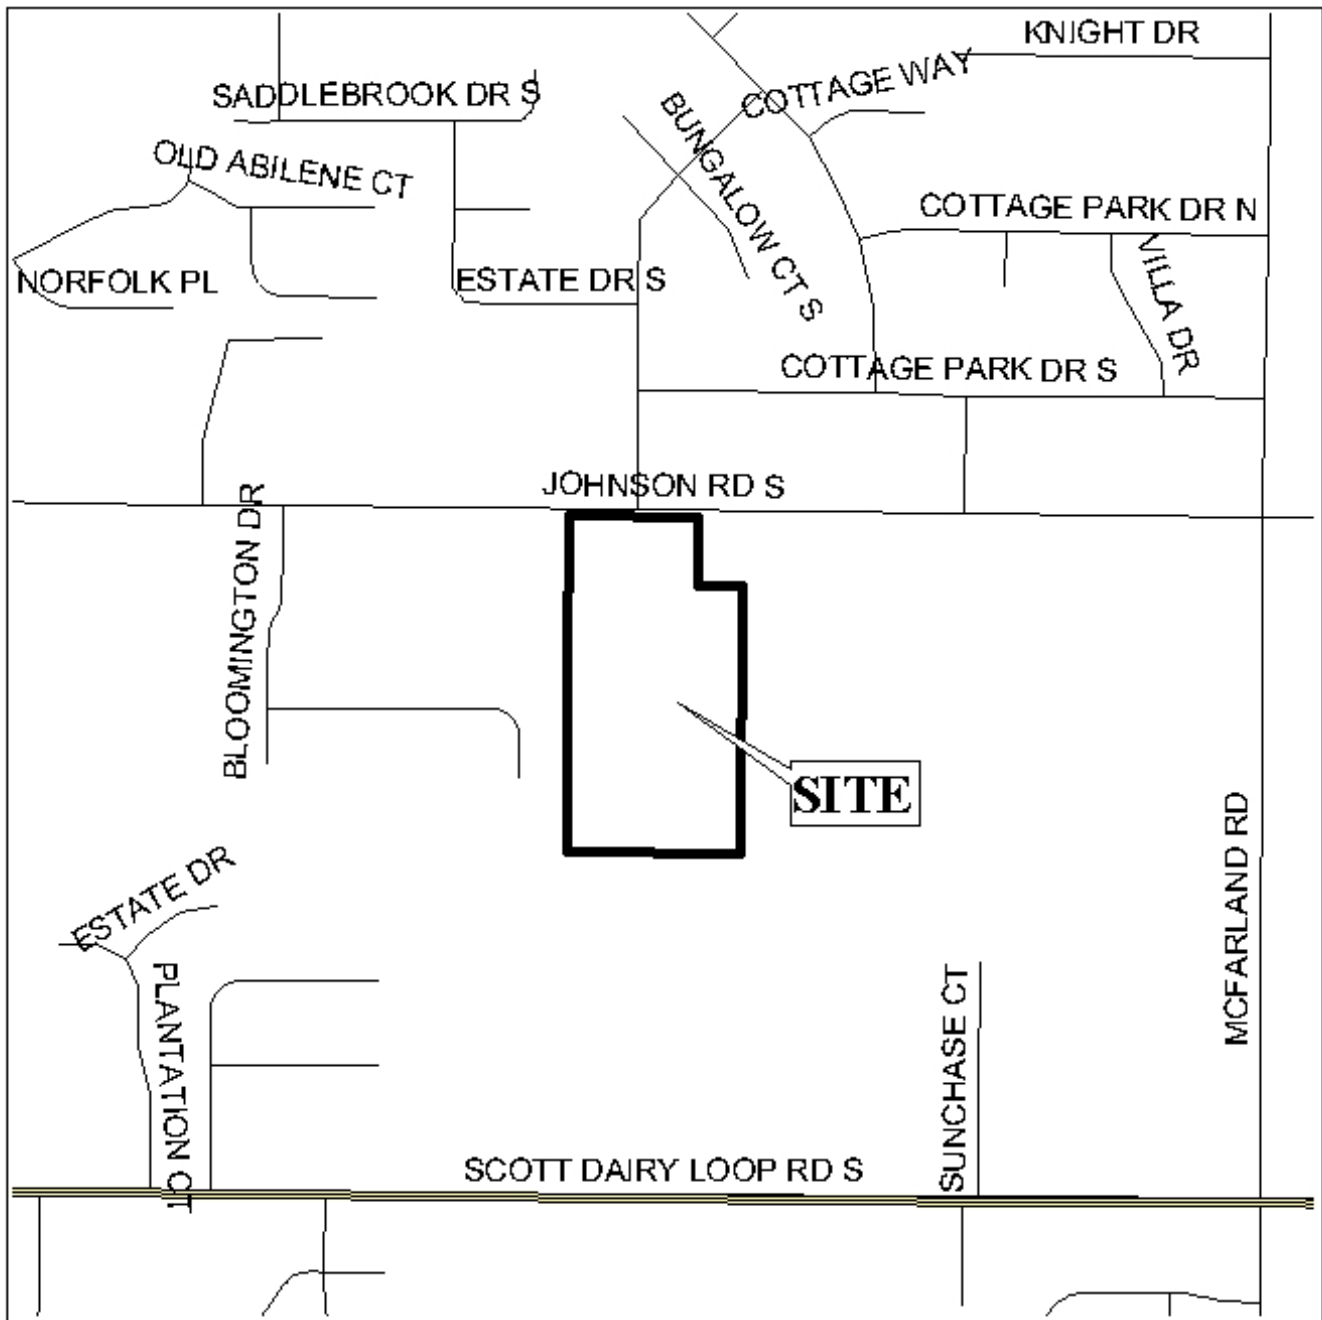 KNIGHT DR
COTTAGE WAY
SADDLEBROOK DR S
BUNGALOW CT S
OLD ABILENE CT
COTTAGE PARK DR N
NORFOLK PL
ESTATE DR S
VILLA DR
COTTAGE PARK DR S
JOHNSON RD S
BLOOMINGTON DR
SITE
MCFARLAND RD
ESTATE DR
PLANTATION CT
SUNCHASE CT
SCOTT DAIRY LOOP RD S